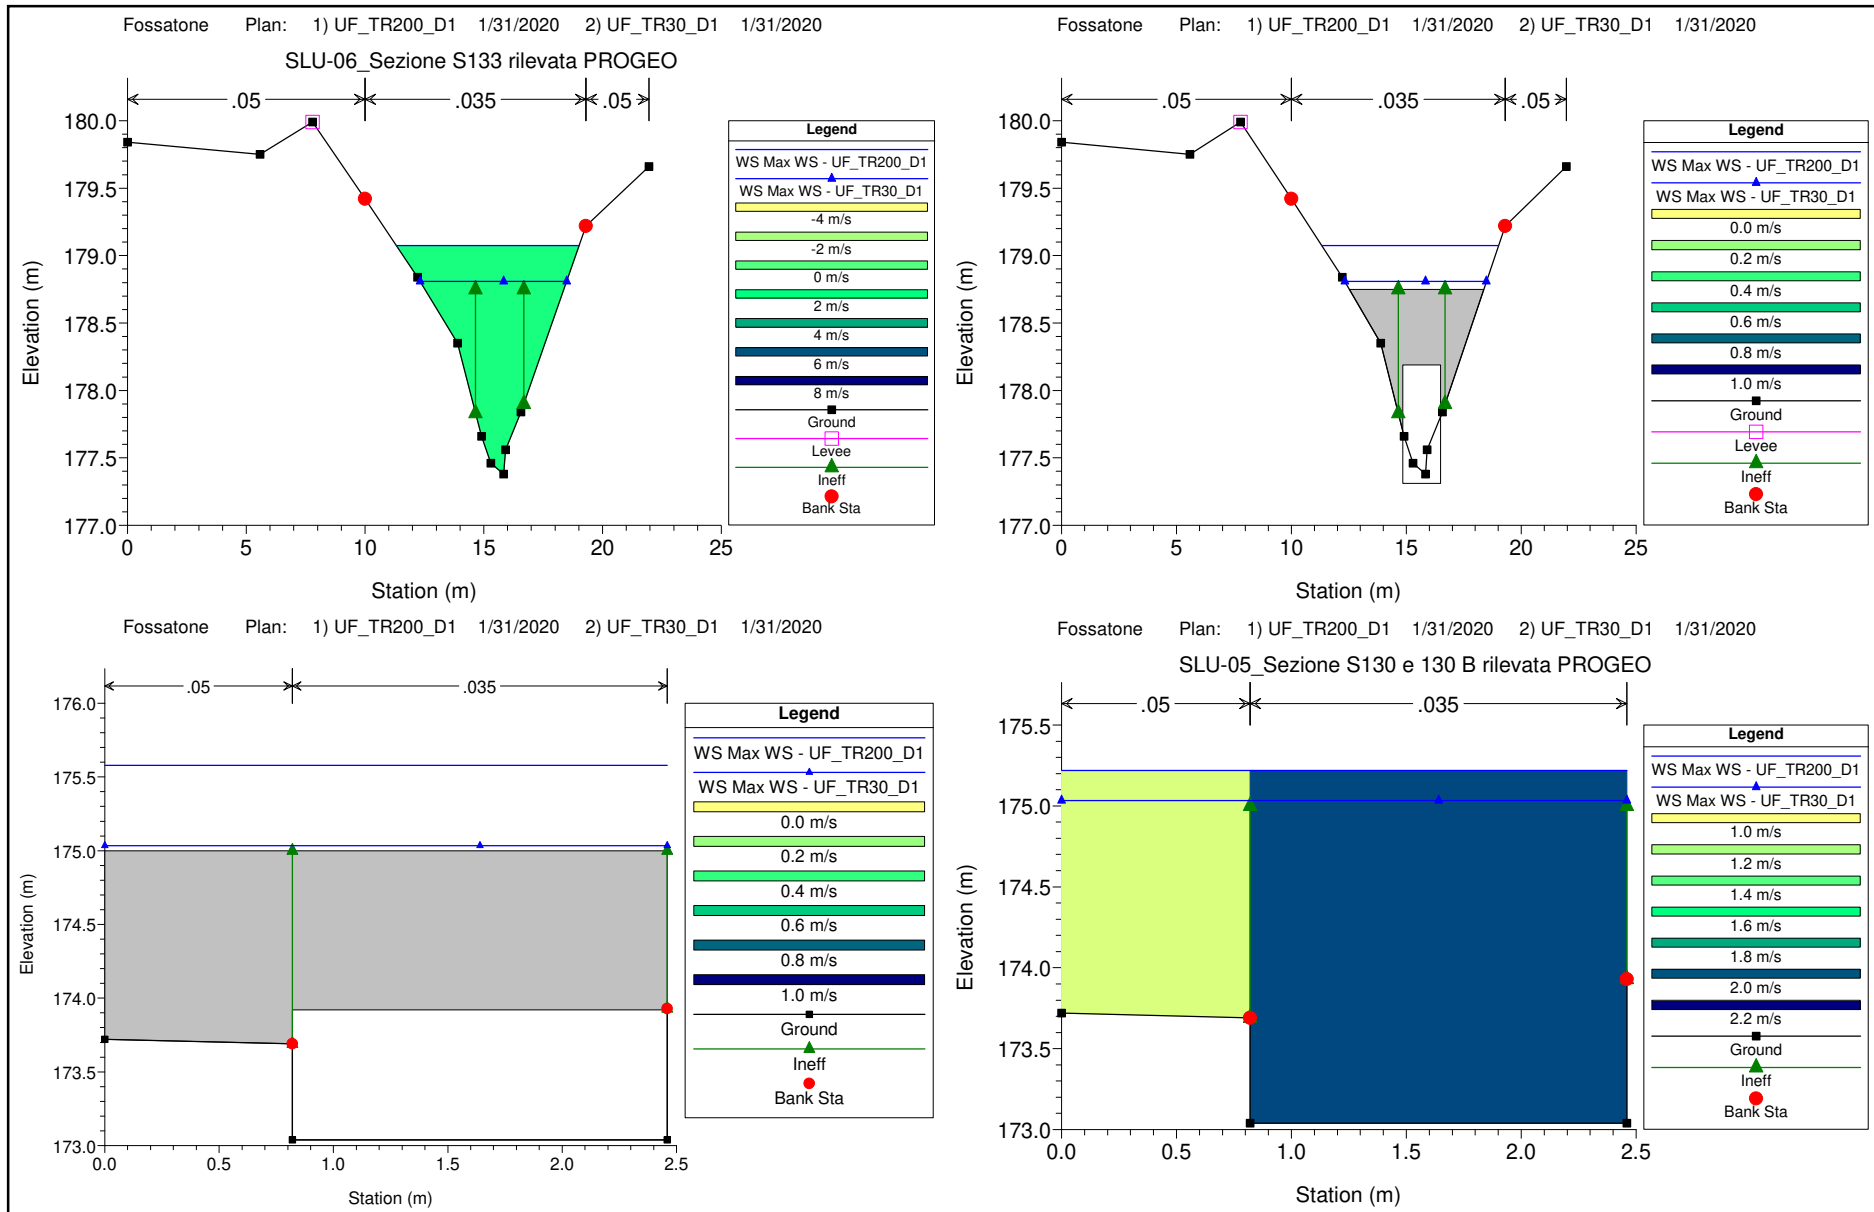 Fossatone Plan: 1) UF_TR200_D1 1/31/2020 2) UF_TR30_D1 1/31/2020
SLU-06_Sezione S133 rilevata PROGEO
.05 .035 .05
Elevation (m)
180.0
179.5
179.0
178.5
178.0
177.5
177.0
0 5 10 15 20 25
Station (m)
Legend
WS Max WS - UF_TR200_D1
WS Max WS - UF_TR30_D1
-4 m/s
-2 m/s
0 m/s
2 m/s
4 m/s
6 m/s
8 m/s
Ground
Levee
Ineff
Bank Sta
Fossatone Plan: 1) UF_TR200_D1 1/31/2020 2) UF_TR30_D1 1/31/2020
.05 .035 .05
Elevation (m)
180.0
179.5
179.0
178.5
178.0
177.5
177.0
0 5 10 15 20 25
Station (m)
Legend
WS Max WS - UF_TR200_D1
WS Max WS - UF_TR30_D1
0.0 m/s
0.2 m/s
0.4 m/s
0.6 m/s
0.8 m/s
1.0 m/s
Ground
Levee
Ineff
Bank Sta
Fossatone Plan: 1) UF_TR200_D1 1/31/2020 2) UF_TR30_D1 1/31/2020
.05 .035
Elevation (m)
176.0
175.5
175.0
174.5
174.0
173.5
173.0
0.0 0.5 1.0 1.5 2.0 2.5
Station (m)
Legend
WS Max WS - UF_TR200_D1
WS Max WS - UF_TR30_D1
0.0 m/s
0.2 m/s
0.4 m/s
0.6 m/s
0.8 m/s
1.0 m/s
Ground
Ineff
Bank Sta
Fossatone Plan: 1) UF_TR200_D1 1/31/2020 2) UF_TR30_D1 1/31/2020
SLU-05_Sezione S130 e 130 B rilevata PROGEO
.05 .035
Elevation (m)
175.5
175.0
174.5
174.0
173.5
173.0
0.0 0.5 1.0 1.5 2.0 2.5
Station (m)
Legend
WS Max WS - UF_TR200_D1
WS Max WS - UF_TR30_D1
1.0 m/s
1.2 m/s
1.4 m/s
1.6 m/s
1.8 m/s
2.0 m/s
2.2 m/s
Ground
Ineff
Bank Sta